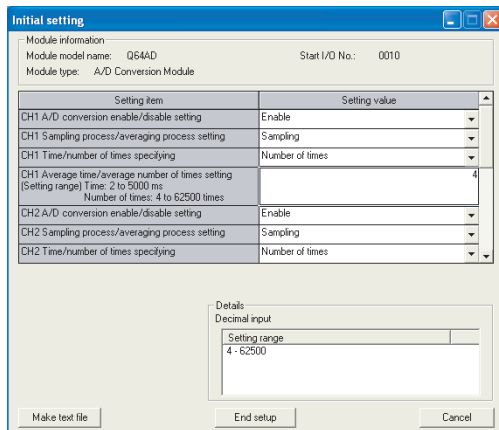 Initial setting
Module information
Module model name: Q64AD Start I/O No.: 0010
Module type: A/D Conversion Module
Setting item Setting value
CH1 A/D conversion enable/disable setting Enable
CH1 Sampling process/averaging process setting Sampling
CH1 Time/number of times specifying Number of times
CH1 Average time/average number of times setting
(Setting range) Time: 2 to 5000 ms
Number of times: 4 to 62500 times
4
CH2 A/D conversion enable/disable setting Enable
CH2 Sampling process/averaging process setting Sampling
CH2 Time/number of times specifying Number of times
Details
Decimal input
Setting range
4 - 62500
Make text file End setup Cancel